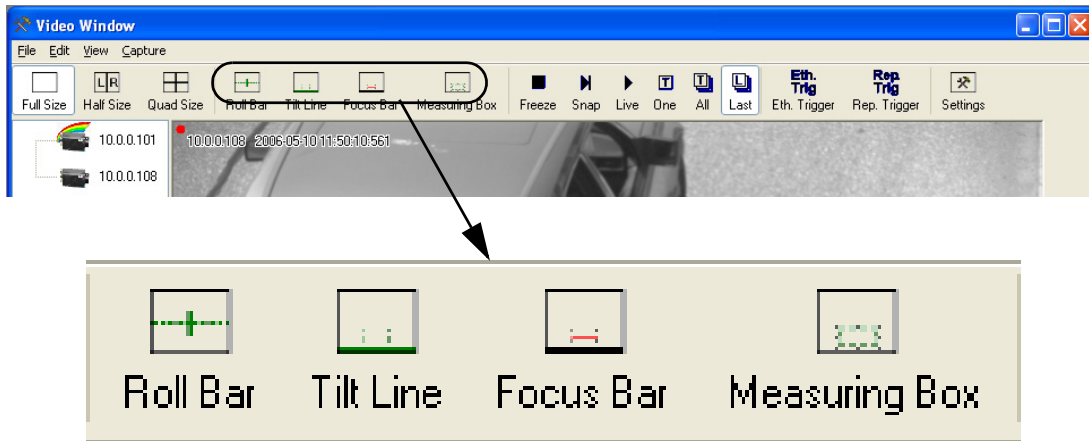 Video Window
File Edit View Capture
L R
T T L Eth. Trig Rep. Trig
Full Size Half Size Quad Size Roll Bar Tilt Line Focus Bar Measuring Box Freeze Snap Live One All Last Eth. Trigger Rep. Trigger Settings
10.0.0.101
10.0.0.108 2006-05-10 11:50:10:561
10.0.0.108
Roll Bar Tilt Line Focus Bar Measuring Box